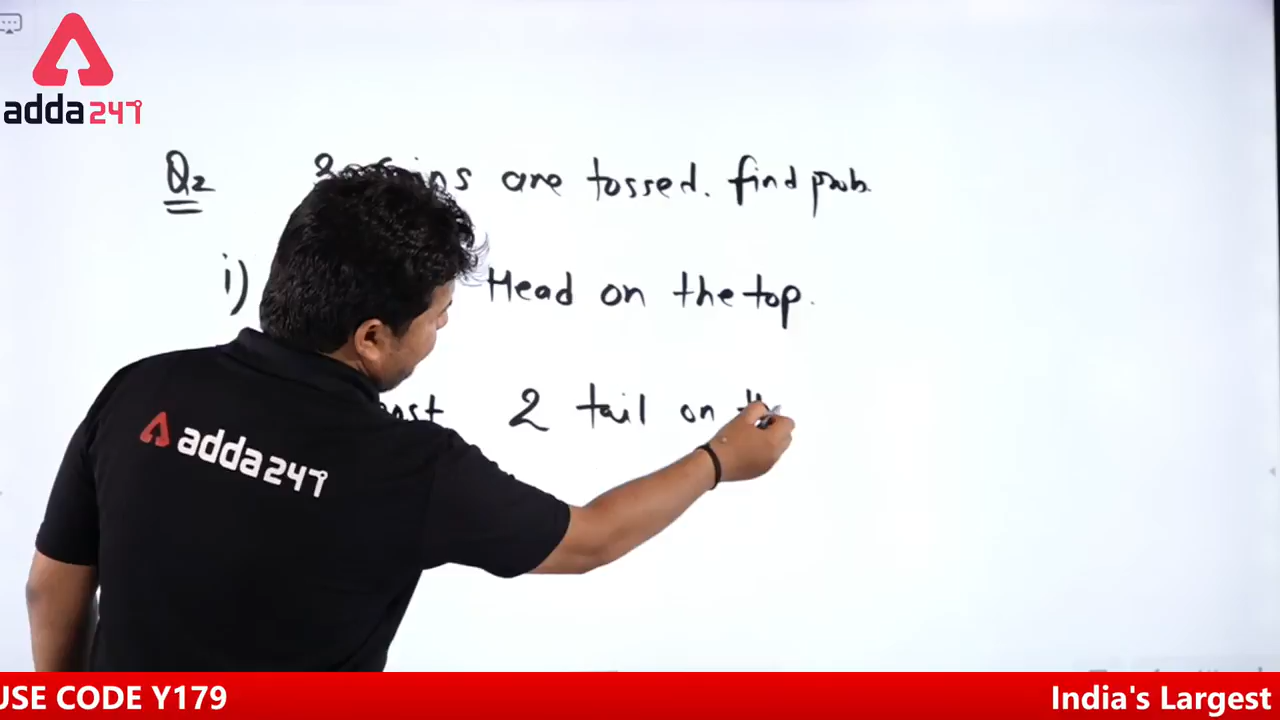 adda247
Q2 are tossed. find prob.
i) Head on the top.
2 tail on
adda247
USE CODE Y179
India's Largest